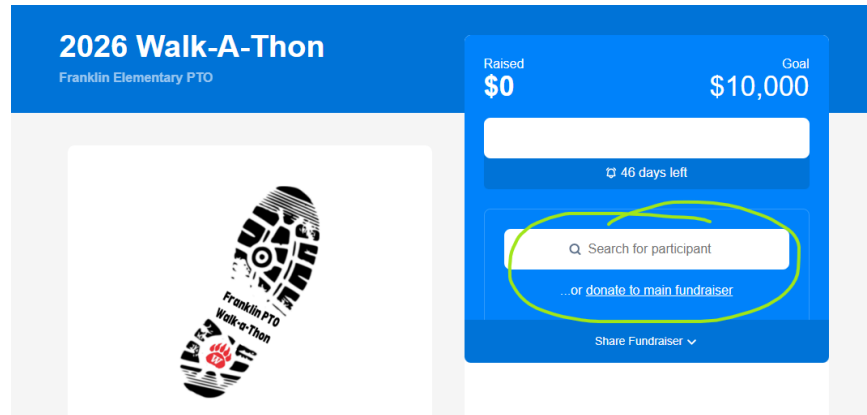 2026 Walk-A-Thon
Franklin Elementary PTO
Raised
Goal
$0
$10,000
46 days left
Search for participant
...or donate to main fundraiser
Share Fundraiser
Franklin PTO
Walk-a-Thon
W